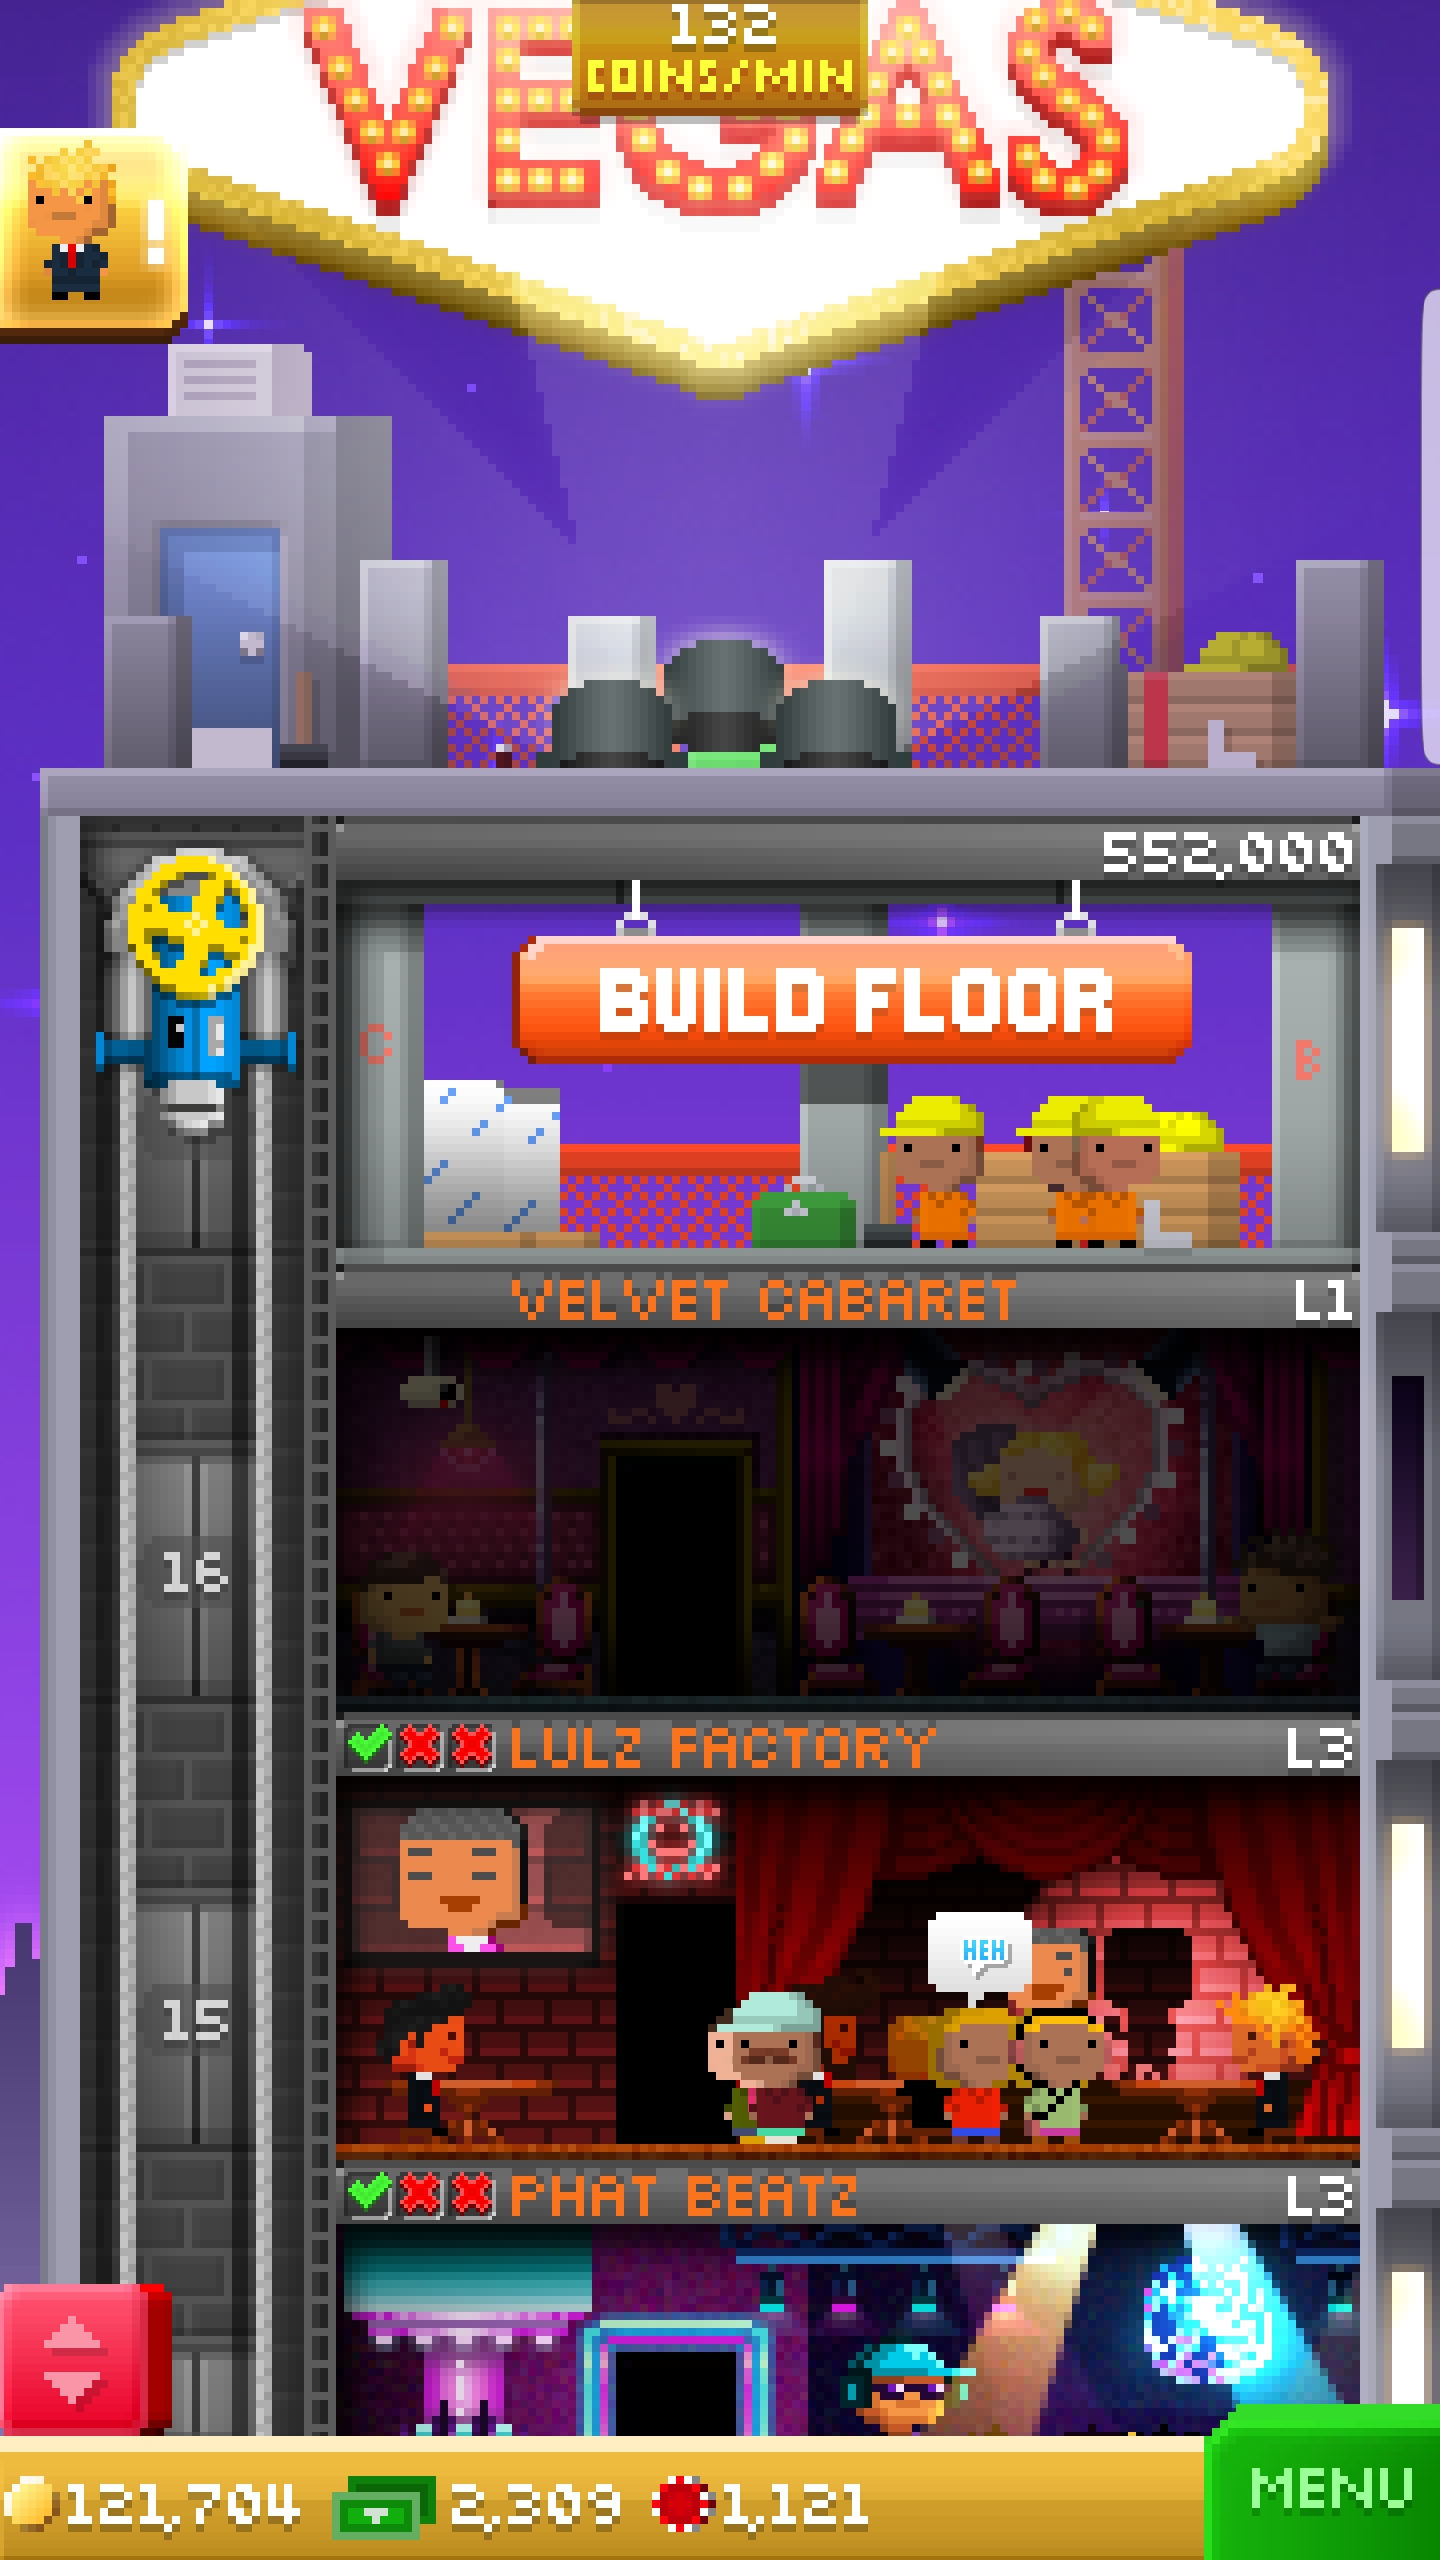 VEGAS
132
COINS/MIN
!
552,000
BUILD FLOOR
C
B
VELVET CABARET L1
16
LULZ FACTORY L3
HEH
15
PHAT BEATZ L3
121,704 2,309 1,121
MENU